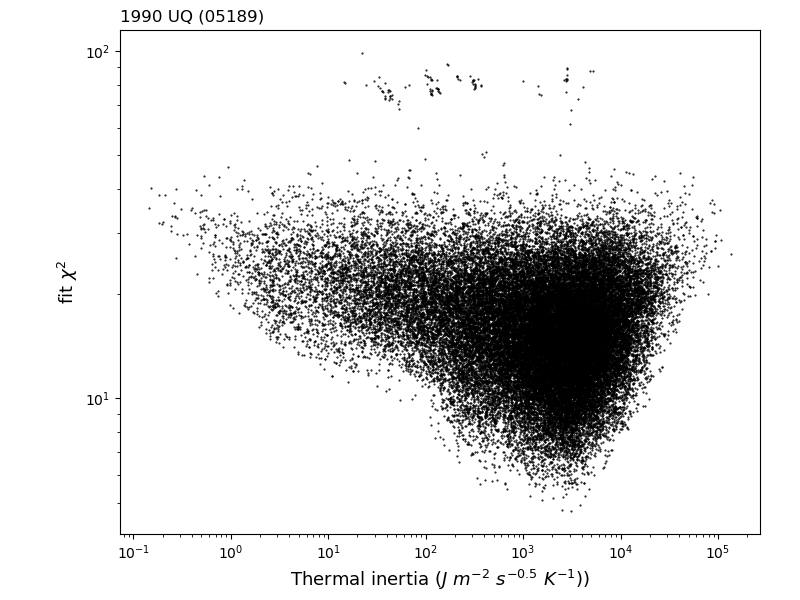 1990 UQ (05189)
10²
10¹
fit χ²
10⁻¹ 10⁰ 10¹ 10² 10³ 10⁴ 10⁵
Thermal inertia (J m⁻² s⁻⁰·⁵ K⁻¹))